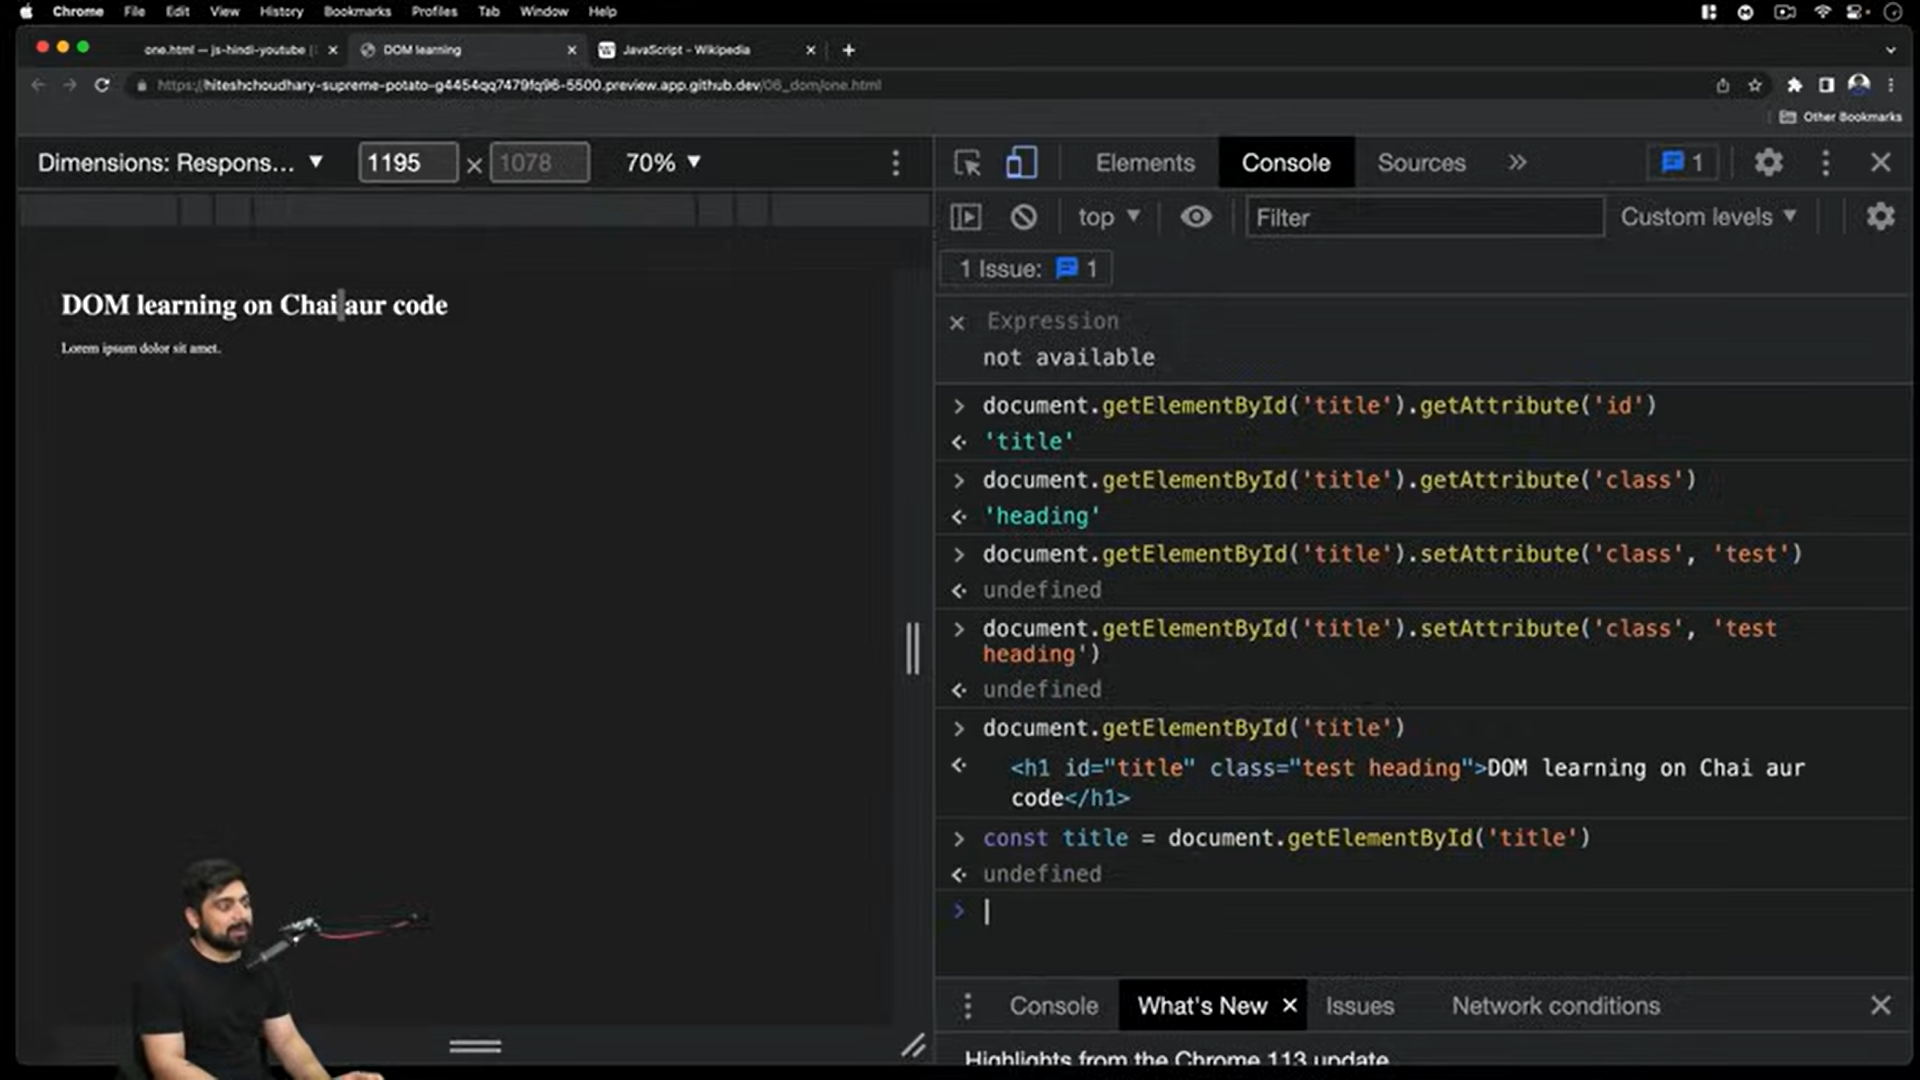 Chrome File Edit View History Bookmarks Profiles Tab Window Help
one.html — js-hindi-youtube [
DOM learning
JavaScript - Wikipedia
https://hiteshchoudhary-supreme-potato-g4454qq7479fq96-5500.preview.app.github.dev/06_dom/one.html
Other Bookmarks
Dimensions: Respons... 1195 × 1078 70%
Elements Console Sources » 1
top Filter Custom levels
1 Issue: 1
DOM learning on Chai aur code
Lorem ipsum dolor sit amet.
Expression
not available
> document.getElementById('title').getAttribute('id')
'title'
> document.getElementById('title').getAttribute('class')
'heading'
> document.getElementById('title').setAttribute('class', 'test')
undefined
> document.getElementById('title').setAttribute('class', 'test
heading')
undefined
> document.getElementById('title')
<h1 id="title" class="test heading">DOM learning on Chai aur
code</h1>
> const title = document.getElementById('title')
undefined
>
Console What's New Issues Network conditions
Highlights from the Chrome 113 update